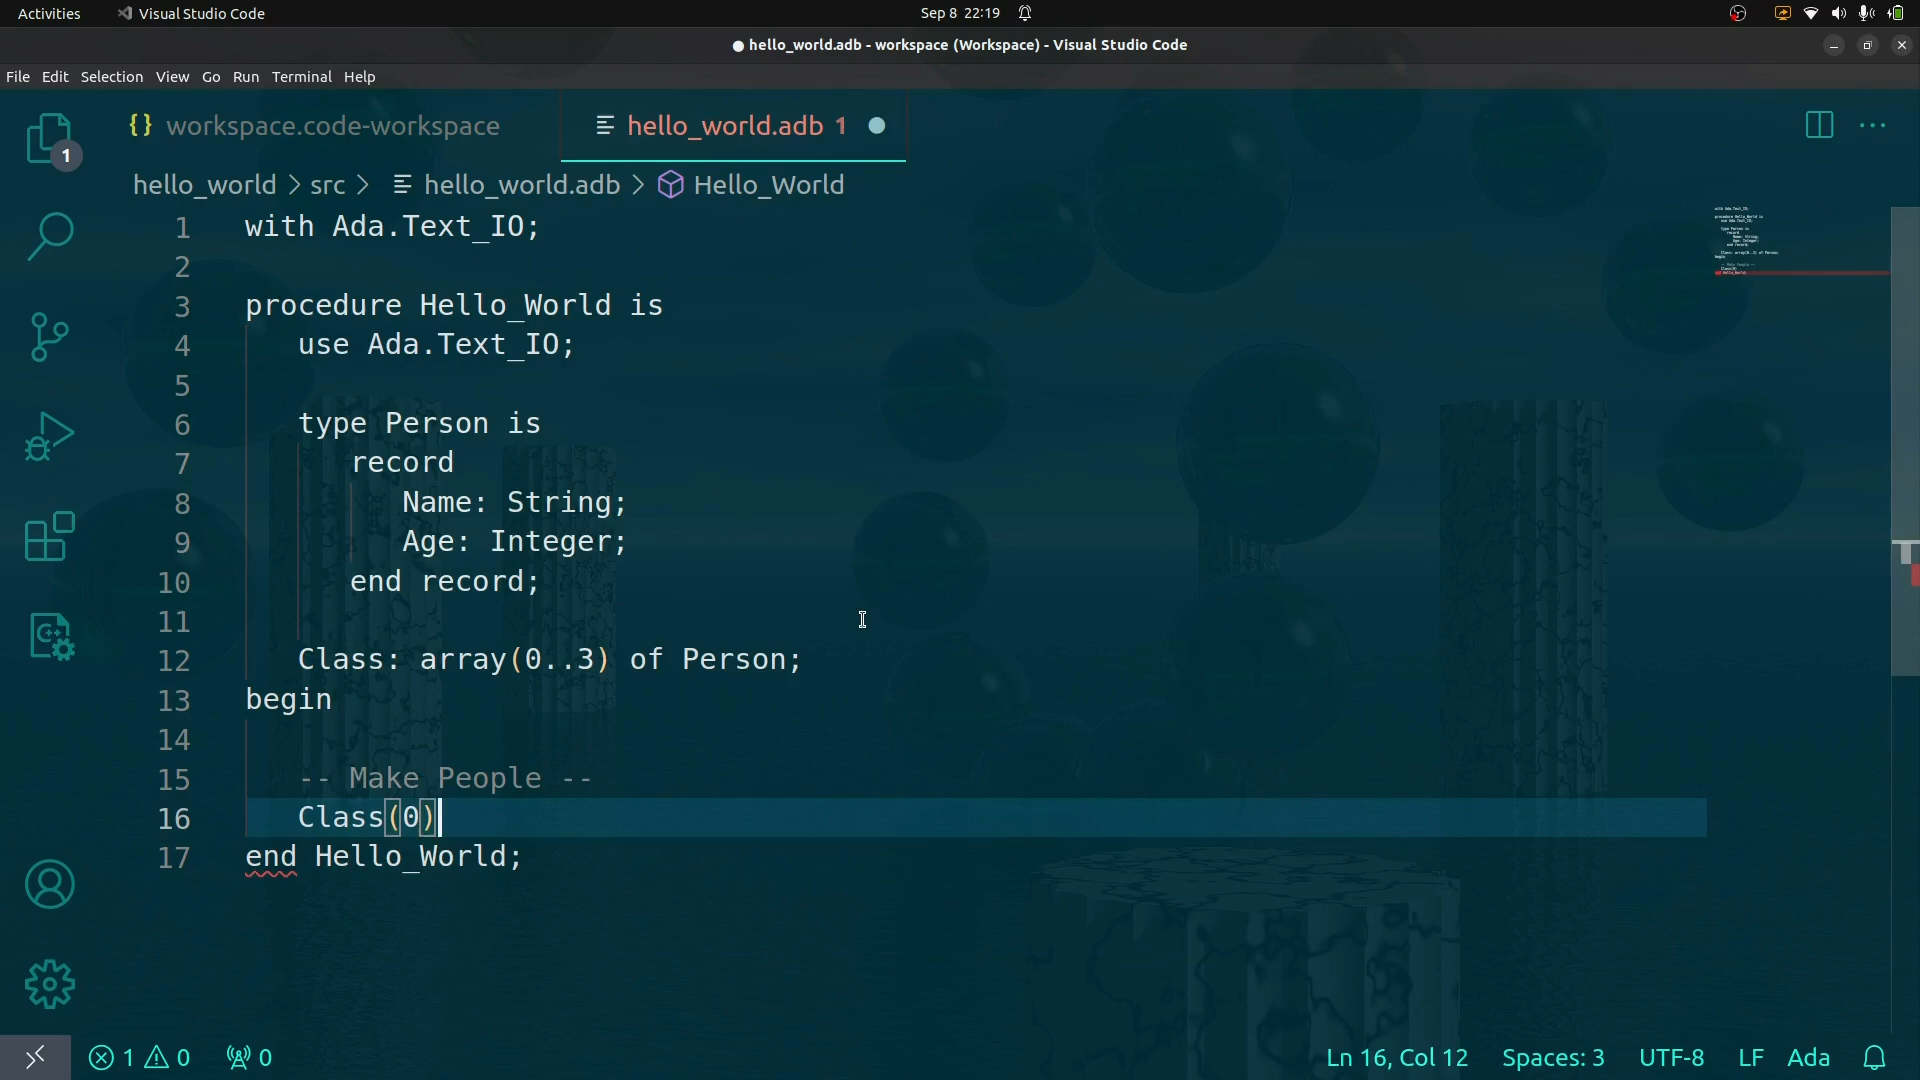 Activities Visual Studio Code Sep 8 22:19
● hello_world.adb - workspace (Workspace) - Visual Studio Code
File Edit Selection View Go Run Terminal Help
{} workspace.code-workspace hello_world.adb 1
1
hello_world > src > hello_world.adb > Hello_World
1 with Ada.Text_IO;
2
3 procedure Hello_World is
4 use Ada.Text_IO;
5
6 type Person is
7 record
8 Name: String;
9 Age: Integer;
10 end record;
11
12 Class: array(0..3) of Person;
13 begin
14
15 -- Make People --
16 Class(0)
17 end Hello_World;
C++
1 0 0 Ln 16, Col 12 Spaces: 3 UTF-8 LF Ada